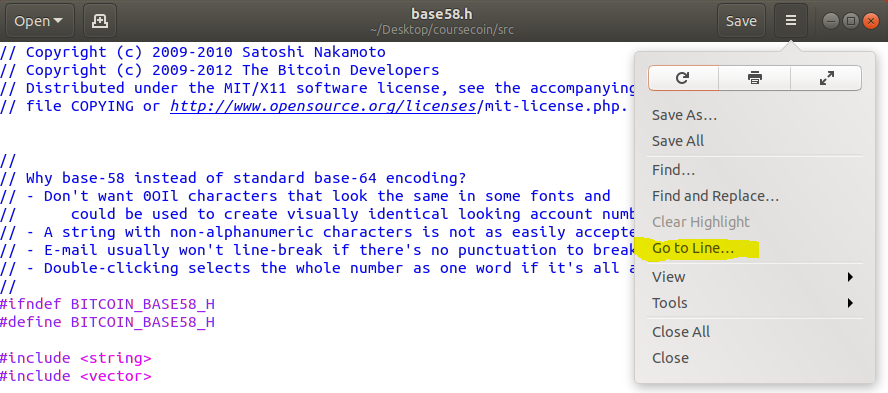 Open
base58.h
~/Desktop/coursecoin/src
Save
// Copyright (c) 2009-2010 Satoshi Nakamoto
// Copyright (c) 2009-2012 The Bitcoin Developers
// Distributed under the MIT/X11 software license, see the accompanying
// file COPYING or http://www.opensource.org/licenses/mit-license.php.
//
// Why base-58 instead of standard base-64 encoding?
// - Don't want 0OIl characters that look the same in some fonts and
//      could be used to create visually identical looking account numb
// - A string with non-alphanumeric characters is not as easily accepte
// - E-mail usually won't line-break if there's no punctuation to break
// - Double-clicking selects the whole number as one word if it's all a
//
#ifndef BITCOIN_BASE58_H
#define BITCOIN_BASE58_H
#include <string>
#include <vector>
Save As…
Save All
Find…
Find and Replace…
Clear Highlight
Go to Line…
View
Tools
Close All
Close